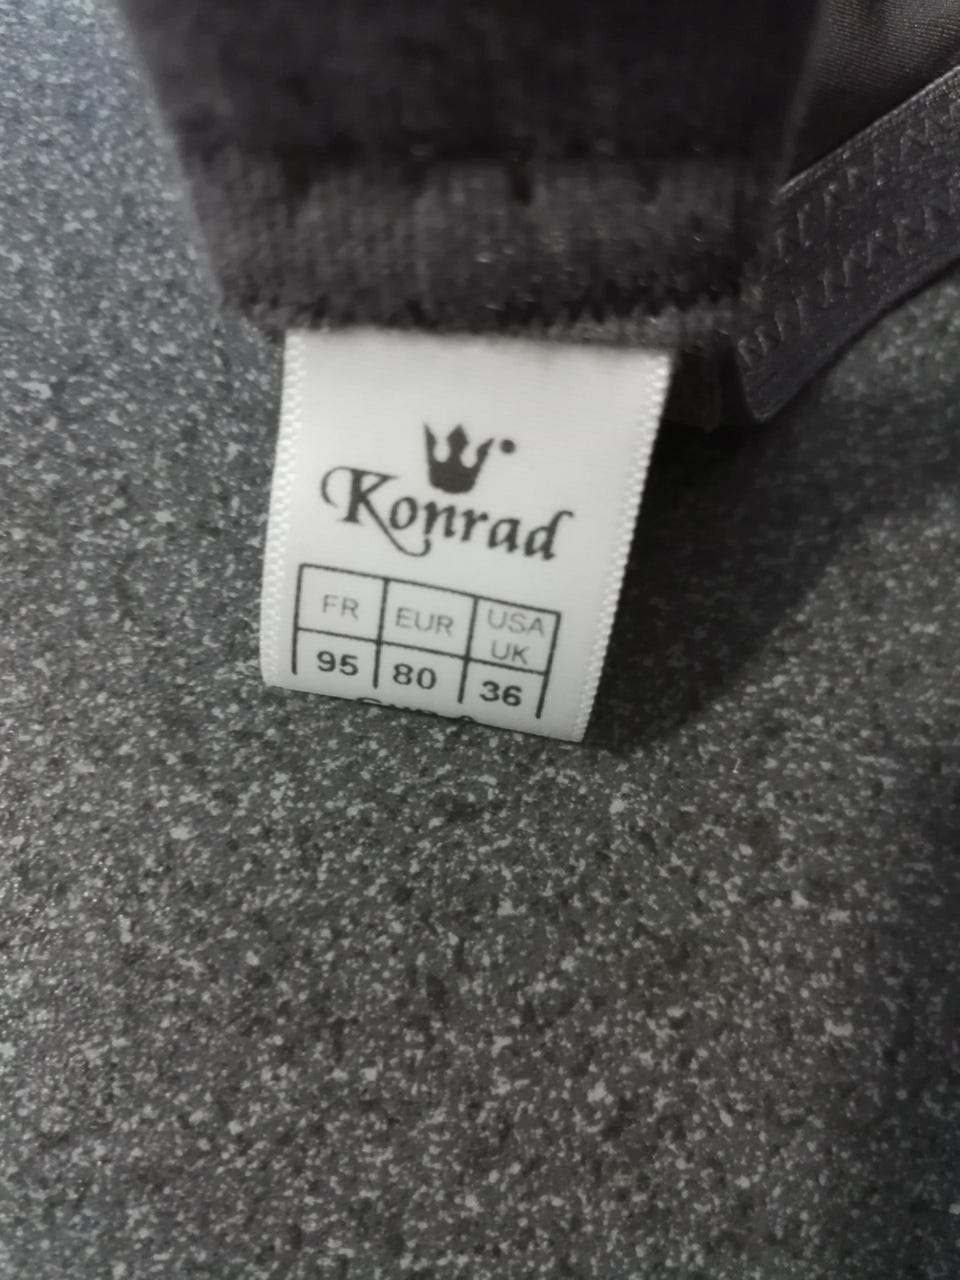 Konrad
FR EUR USA UK
95 80 36